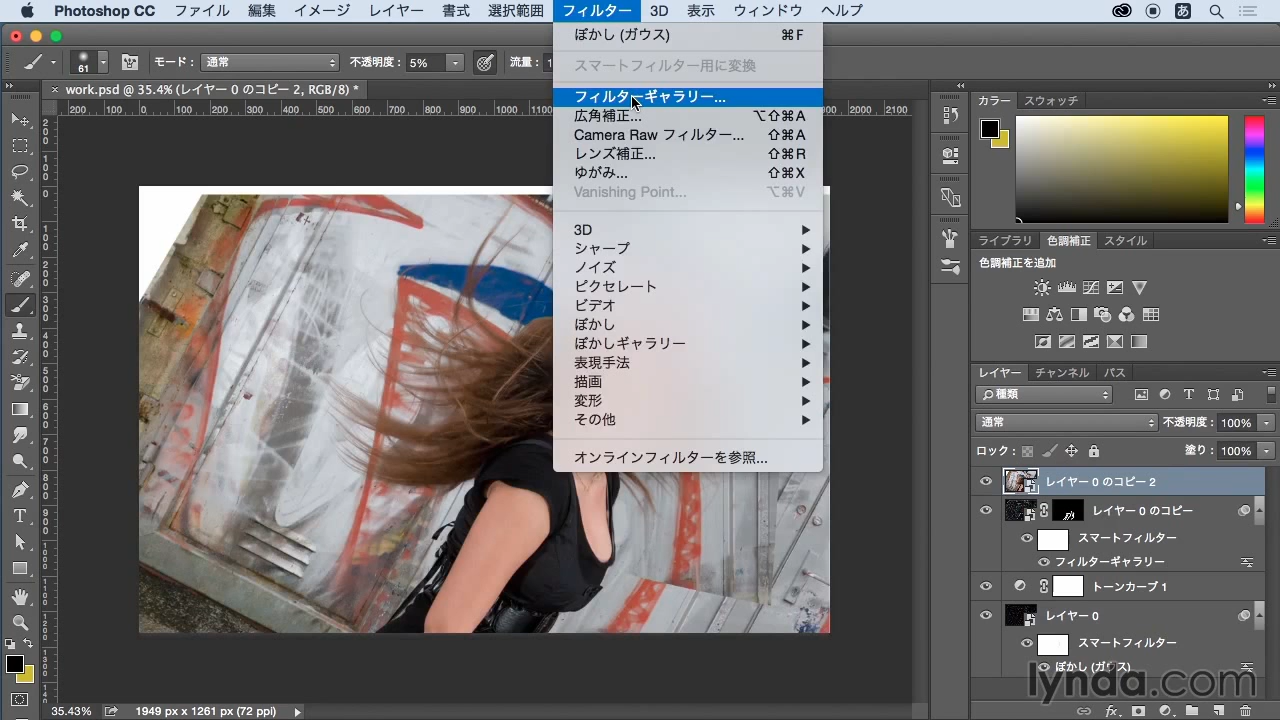 Photoshop CC ファイル 編集 イメージ レイヤー 書式 選択範囲 フィルター 3D 表示 ウィンドウ ヘルプ
61 モード： 通常 不透明度： 5% 流量：
work.psd @ 35.4% (レイヤー 0 のコピー 2, RGB/8) *
200 100 0 100 200 300 400 500 600 700 800 900 1000 1100 2100
ぼかし (ガウス) ⌘F
スマートフィルター用に変換
フィルターギャラリー...
広角補正... ⌥⇧⌘A
Camera Raw フィルター... ⇧⌘A
レンズ補正... ⇧⌘R
ゆがみ... ⇧⌘X
Vanishing Point... ⌥⌘V
3D
シャープ
ノイズ
ピクセレート
ビデオ
ぼかし
ぼかしギャラリー
表現手法
描画
変形
その他
オンラインフィルターを参照...
カラー スウォッチ
ライブラリ 色調補正 スタイル
色調補正を追加
レイヤー チャンネル パス
種類
通常 不透明度： 100%
ロック： 塗り： 100%
レイヤー 0 のコピー 2
レイヤー 0 のコピー
スマートフィルター
フィルターギャラリー
トーンカーブ 1
レイヤー 0
スマートフィルター
ぼかし (ガウス)
lynda.com
35.43% 1949 px x 1261 px (72 ppi)